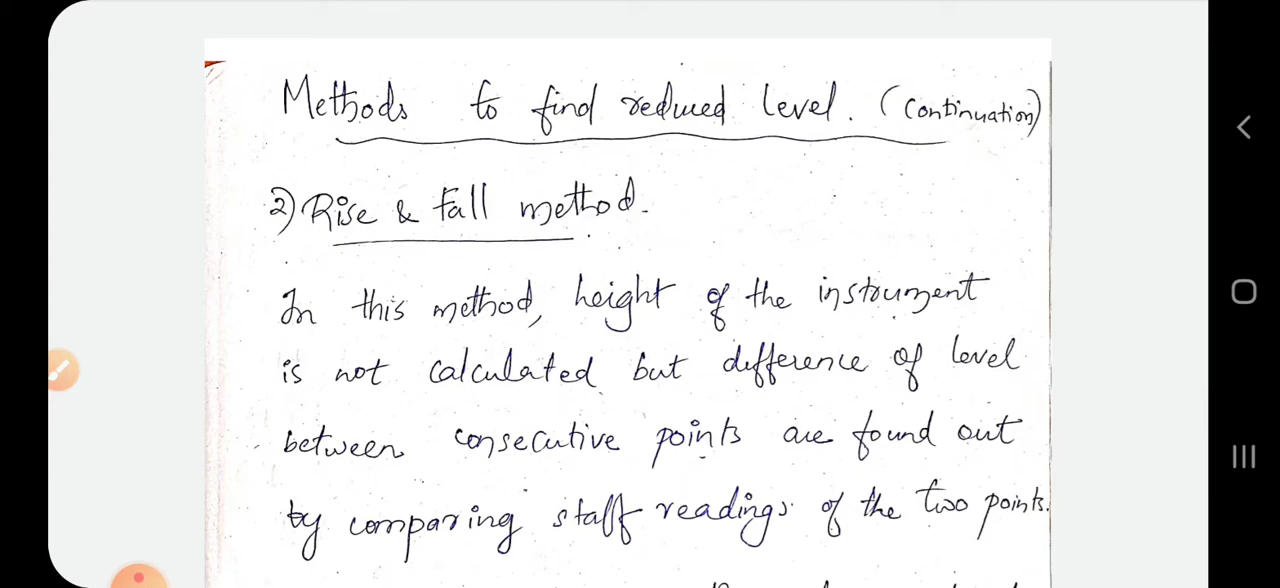 Methods to find reduced level. (Continuation)
2) Rise & Fall method.
In this method, height of the instrument
is not calculated but difference of level
between consecutive points are found out
by comparing staff readings of the two points.